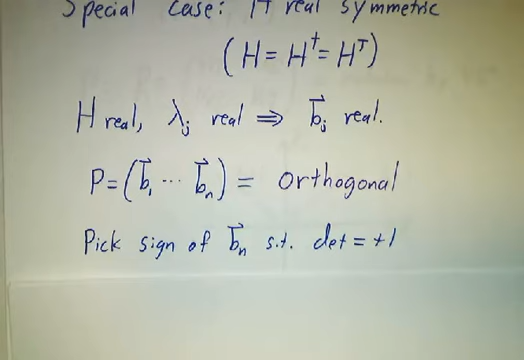 Special Case: H real symmetric
(H = H† = Hᵀ)
H real, λⱼ real ⟹ b⃗ⱼ real.
P = (b⃗₁ ⋯ b⃗ₙ) = Orthogonal
Pick sign of b⃗ₙ s.t. det = +1